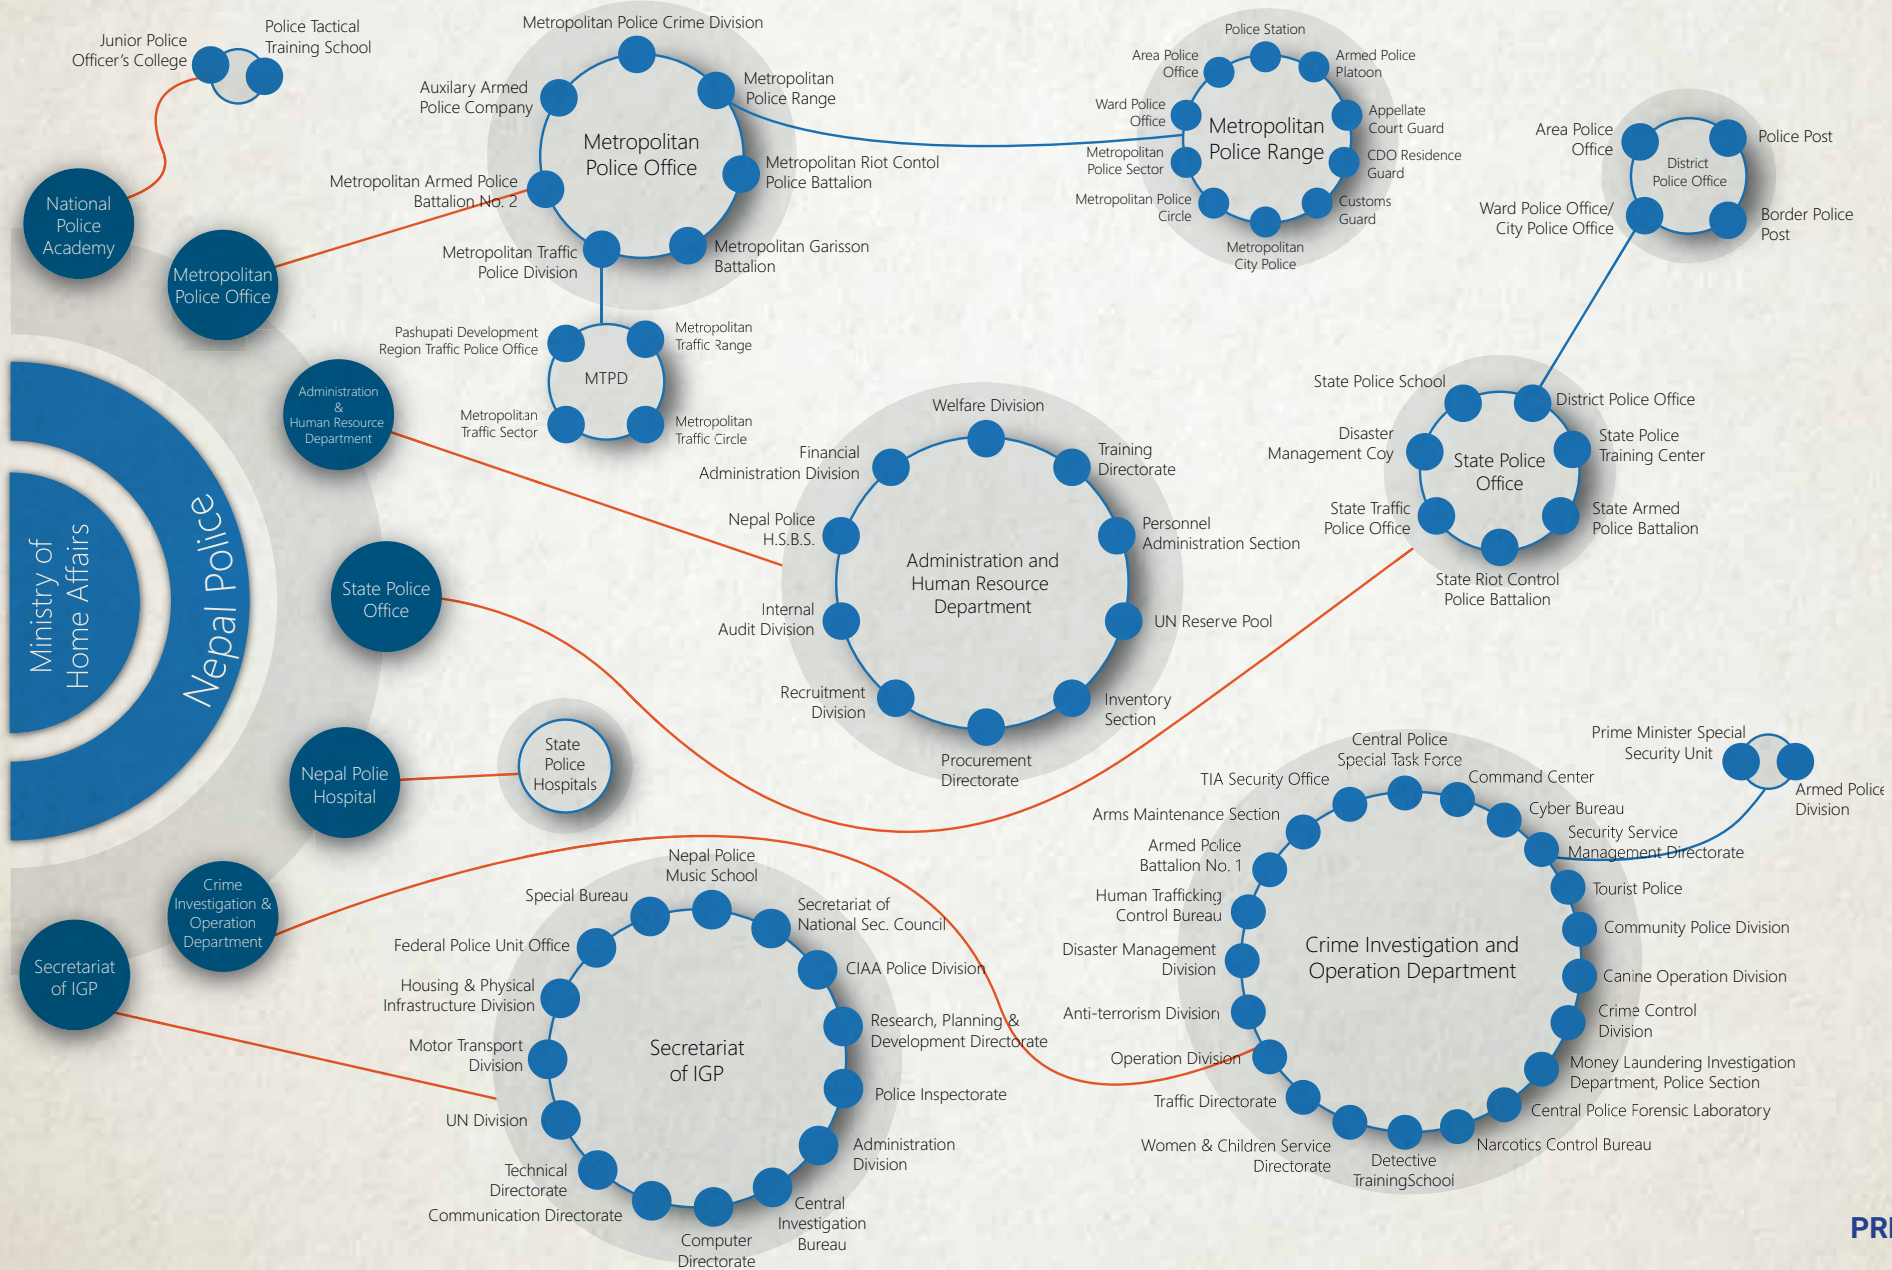 Junior Police
Officer's College
Police Tactical
Training School
National
Police
Academy
Metropolitan
Police Office
Administration
&
Human Resource
Department
State Police
Office
Nepal Polie
Hospital
Crime
Investigation &
Operation
Department
Secretariat
of IGP
Ministry of
Home Affairs
Nepal Police
Metropolitan Police Crime Division
Auxilary Armed
Police Company
Metropolitan
Police Range
Metropolitan
Police Office
Metropolitan Armed Police
Battalion No. 2
Metropolitan Riot Contol
Police Battalion
Metropolitan Traffic
Police Division
Metropolitan Garisson
Battalion
Pashupati Development
Region Traffic Police Office
Metropolitan
Traffic Range
MTPD
Metropolitan
Traffic Sector
Metropolitan
Traffic Circle
Police Station
Area Police
Office
Armed Police
Platoon
Ward Police
Office
Appellate
Court Guard
Metropolitan
Police Range
Metropolitan
Police Sector
CDO Residence
Guard
Metropolitan Police
Circle
Customs
Guard
Metropolitan
City Police
Area Police
Office
Police Post
District
Police Office
Ward Police Office/
City Police Office
Border Police
Post
State Police School
District Police Office
Disaster
Management Coy
State Police
Training Center
State Police
Office
State Traffic
Police Office
State Armed
Police Battalion
State Riot Control
Police Battalion
Welfare Division
Financial
Administration Division
Training
Directorate
Nepal Police
H.S.B.S.
Personnel
Administration Section
Administration and
Human Resource
Department
Internal
Audit Division
UN Reserve Pool
Recruitment
Division
Inventory
Section
Procurement
Directorate
State
Police
Hospitals
Nepal Police
Music School
Special Bureau
Secretariat of
National Sec. Council
Federal Police Unit Office
CIAA Police Division
Housing & Physical
Infrastructure Division
Research, Planning &
Development Directorate
Motor Transport
Division
Secretariat
of IGP
Police Inspectorate
UN Division
Administration
Division
Technical
Directorate
Central
Investigation
Bureau
Communication Directorate
Computer
Directorate
Prime Minister Special
Security Unit
Armed Police
Division
Central Police
Special Task Force
TIA Security Office
Command Center
Arms Maintenance Section
Cyber Bureau
Armed Police
Battalion No. 1
Security Service
Management Directorate
Human Trafficking
Control Bureau
Tourist Police
Disaster Management
Division
Community Police Division
Crime Investigation and
Operation Department
Canine Operation Division
Anti-terrorism Division
Crime Control
Division
Operation Division
Money Laundering Investigation
Department, Police Section
Traffic Directorate
Central Police Forensic Laboratory
Women & Children Service
Directorate
Narcotics Control Bureau
Detective
TrainingSchool